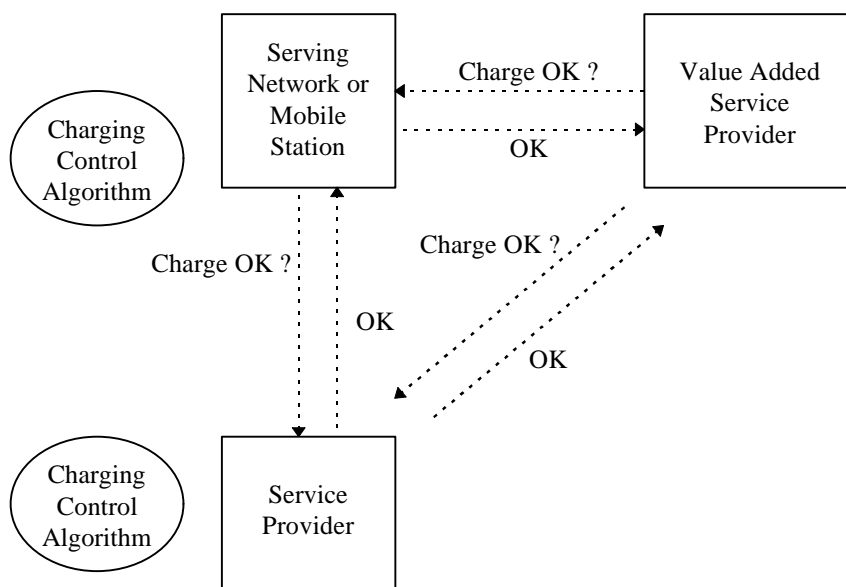 Serving
Network or
Mobile
Station
Charge OK ?
OK
Value Added
Service
Provider
Charging
Control
Algorithm
Charge OK ?
OK
Charge OK ?
OK
Charging
Control
Algorithm
Service
Provider